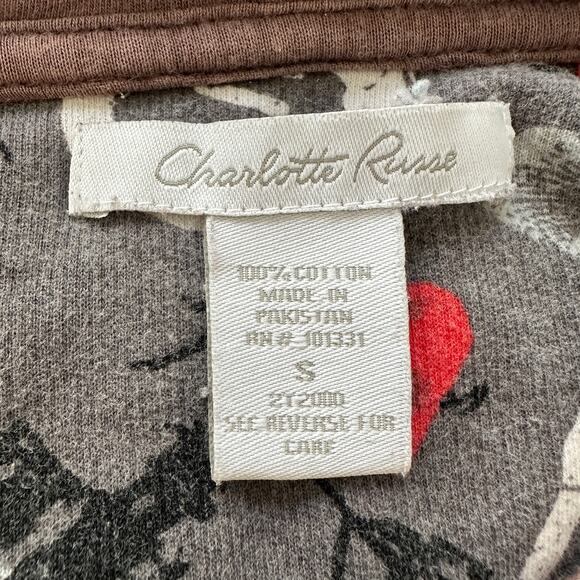 Charlotte Russe
100% COTTON
MADE IN
PAKISTAN
RN# 101331
S
2T2000
SEE REVERSE FOR
CARE